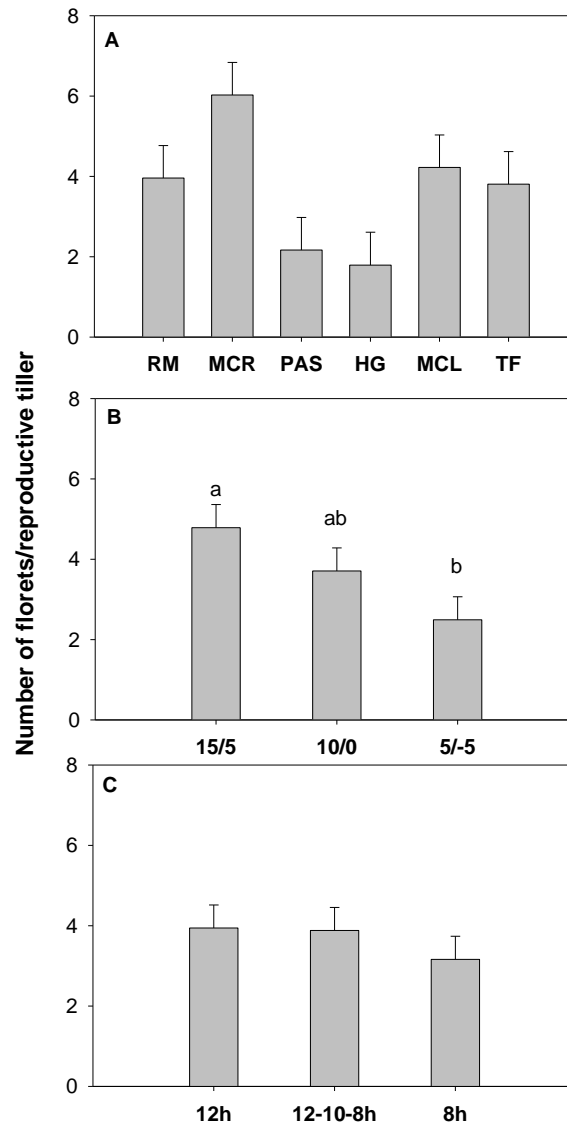 Number of florets/reproductive tiller
A
8
6
4
2
0
RM MCR PAS HG MCL TF
B
8
6
4
2
0
a
ab
b
15/5 10/0 5/-5
C
8
6
4
2
0
12h 12-10-8h 8h